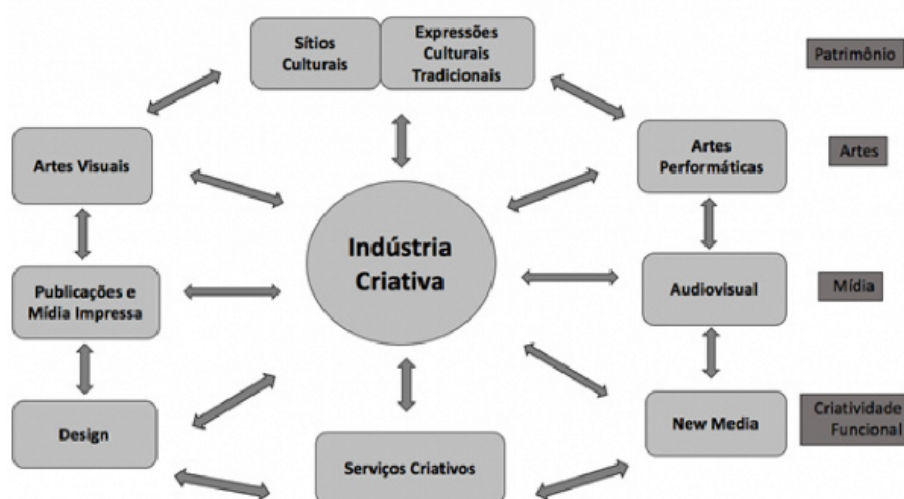 Sítios
Culturais
Expressões
Culturais
Tradicionais
Patrimônio
Artes Visuais
Artes
Performáticas
Artes
Indústria
Criativa
Publicações e
Mídia Impressa
Audiovisual
Mídia
Design
Serviços Criativos
New Media
Criatividade
Funcional